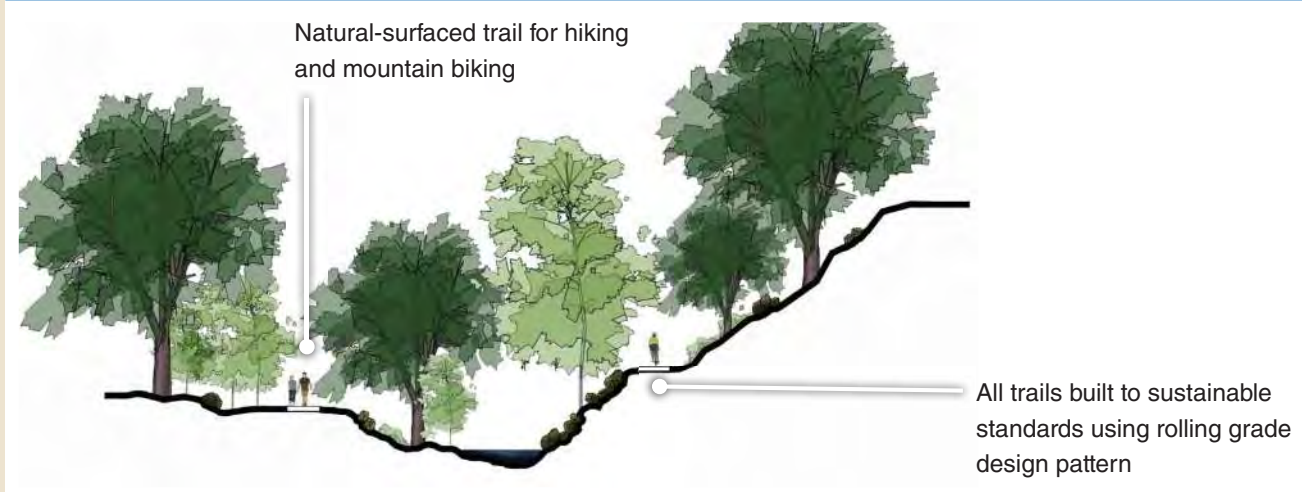 Natural-surfaced trail for hiking
and mountain biking
All trails built to sustainable
standards using rolling grade
design pattern